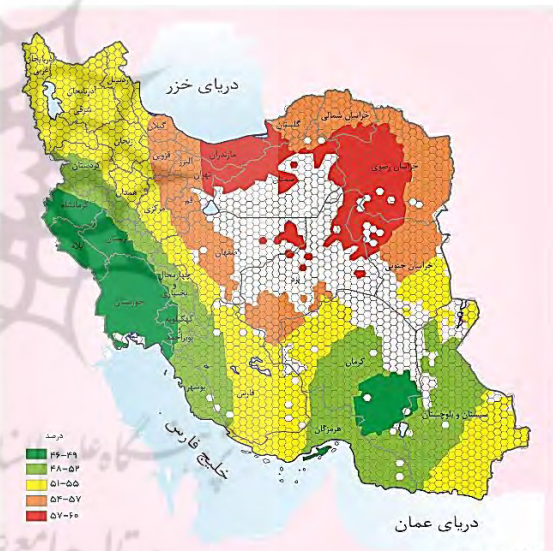 دریای خزر
آذربایجان
غربی
اردبیل
آذربایجان
شرقی
زنجان
کردستان
همدان
کرمانشاه
ایلام
لرستان
خوزستان
مرکزی
گیلان
قزوین
البرز
تهران
قم
مازندران
گلستان
سمنان
خراسان شمالی
خراسان رضوی
خراسان جنوبی
اصفهان
یزد
چهارمحال
و
بختیاری
کهگیلویه
و
بویراحمد
بوشهر
فارس
کرمان
هرمزگان
سیستان و بلوچستان
خلیج فارس
دریای عمان
درصد
۴۶-۴۹
۴۸-۵۲
۵۱-۵۵
۵۴-۵۷
۵۷-۶۰